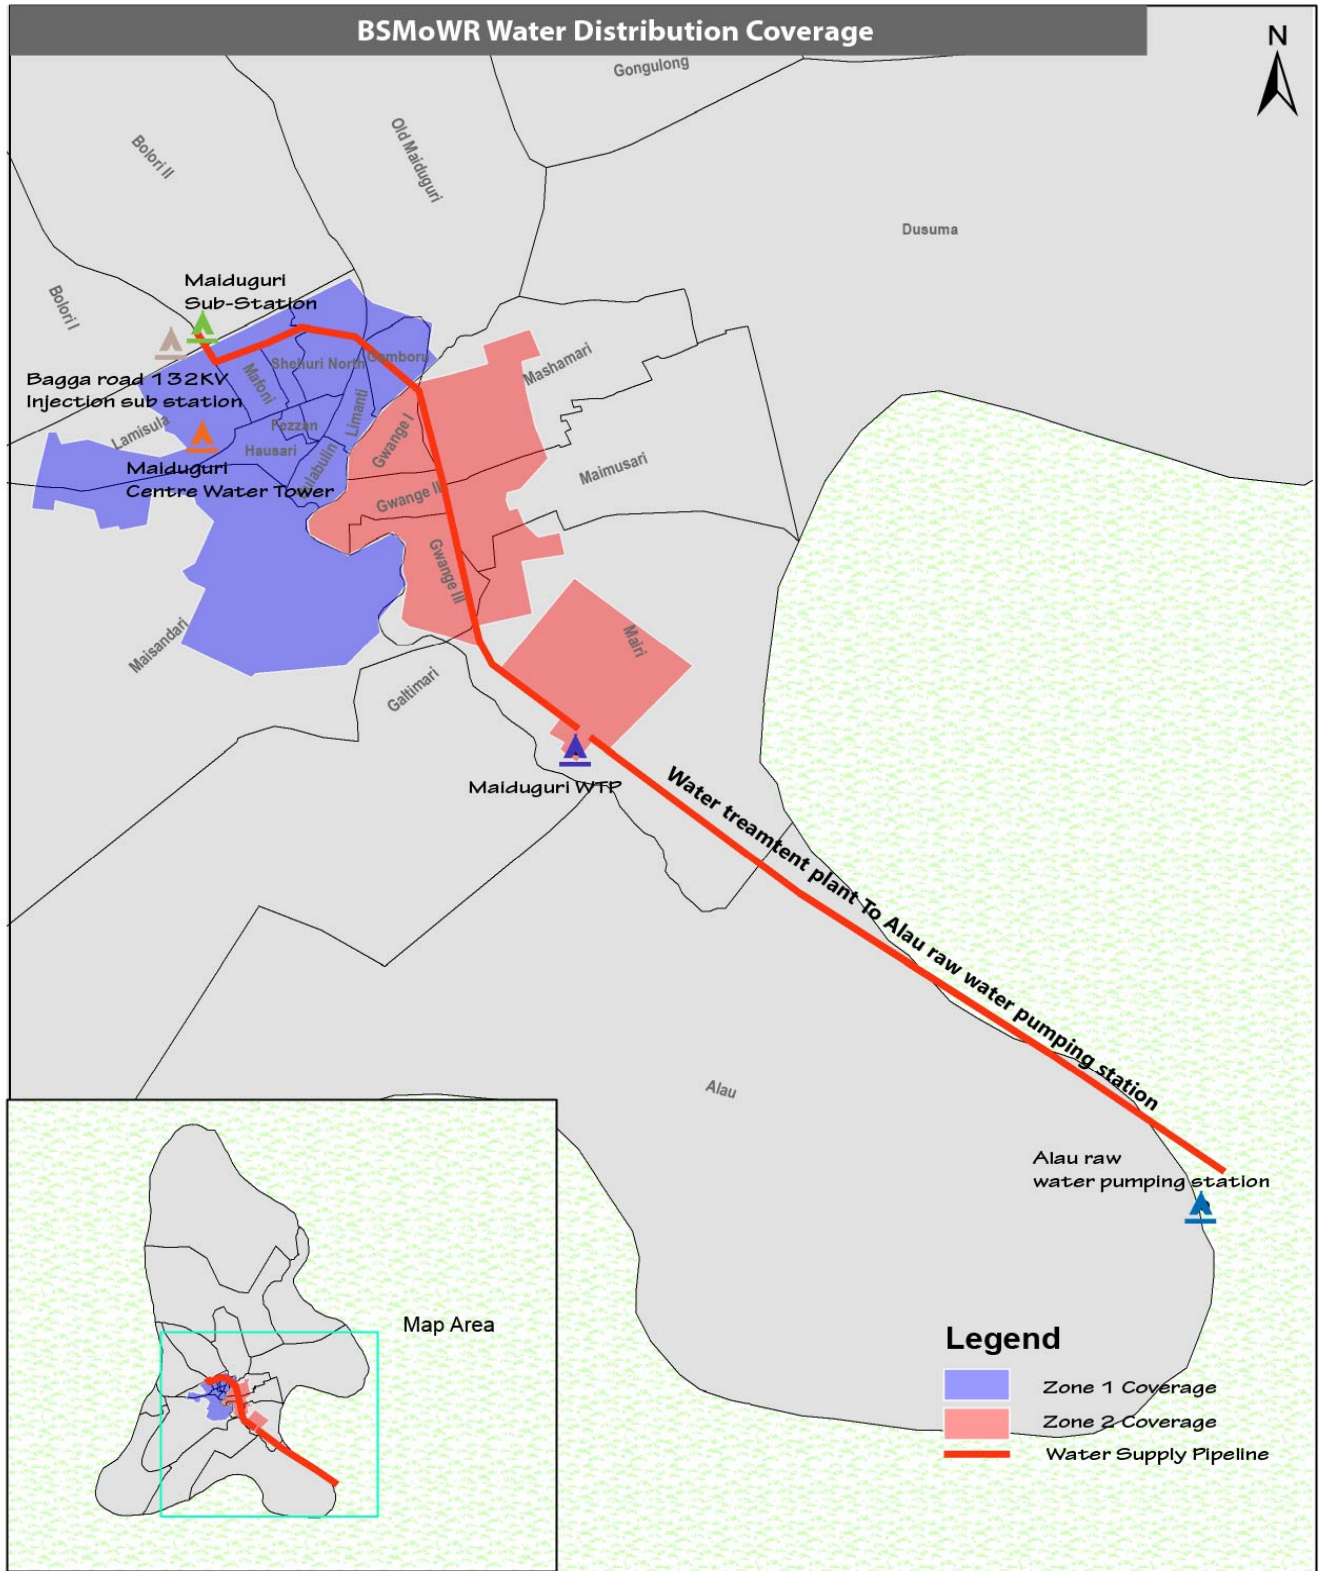 BSMoWR Water Distribution Coverage
N
Gongulong
Bolori II
Old Maiduguri
Dusuma
Maiduguri
Sub-Station
Bolori I
Shehuri North
Gamboru
Mafoni
Mashamari
Bagga road 132KV
Injection sub station
Lamisula
Fezzan
Limanti
Hausari
Gwange I
Maiduguri
Centre Water Tower
Gwange II
Maimusari
Gwange III
Maisandari
Mairi
Galtimari
Maiduguri WTP
Water treamtent plant To Alau raw water pumping station
Alau
Alau raw
water pumping station
Map Area
Legend
Zone 1 Coverage
Zone 2 Coverage
Water Supply Pipeline